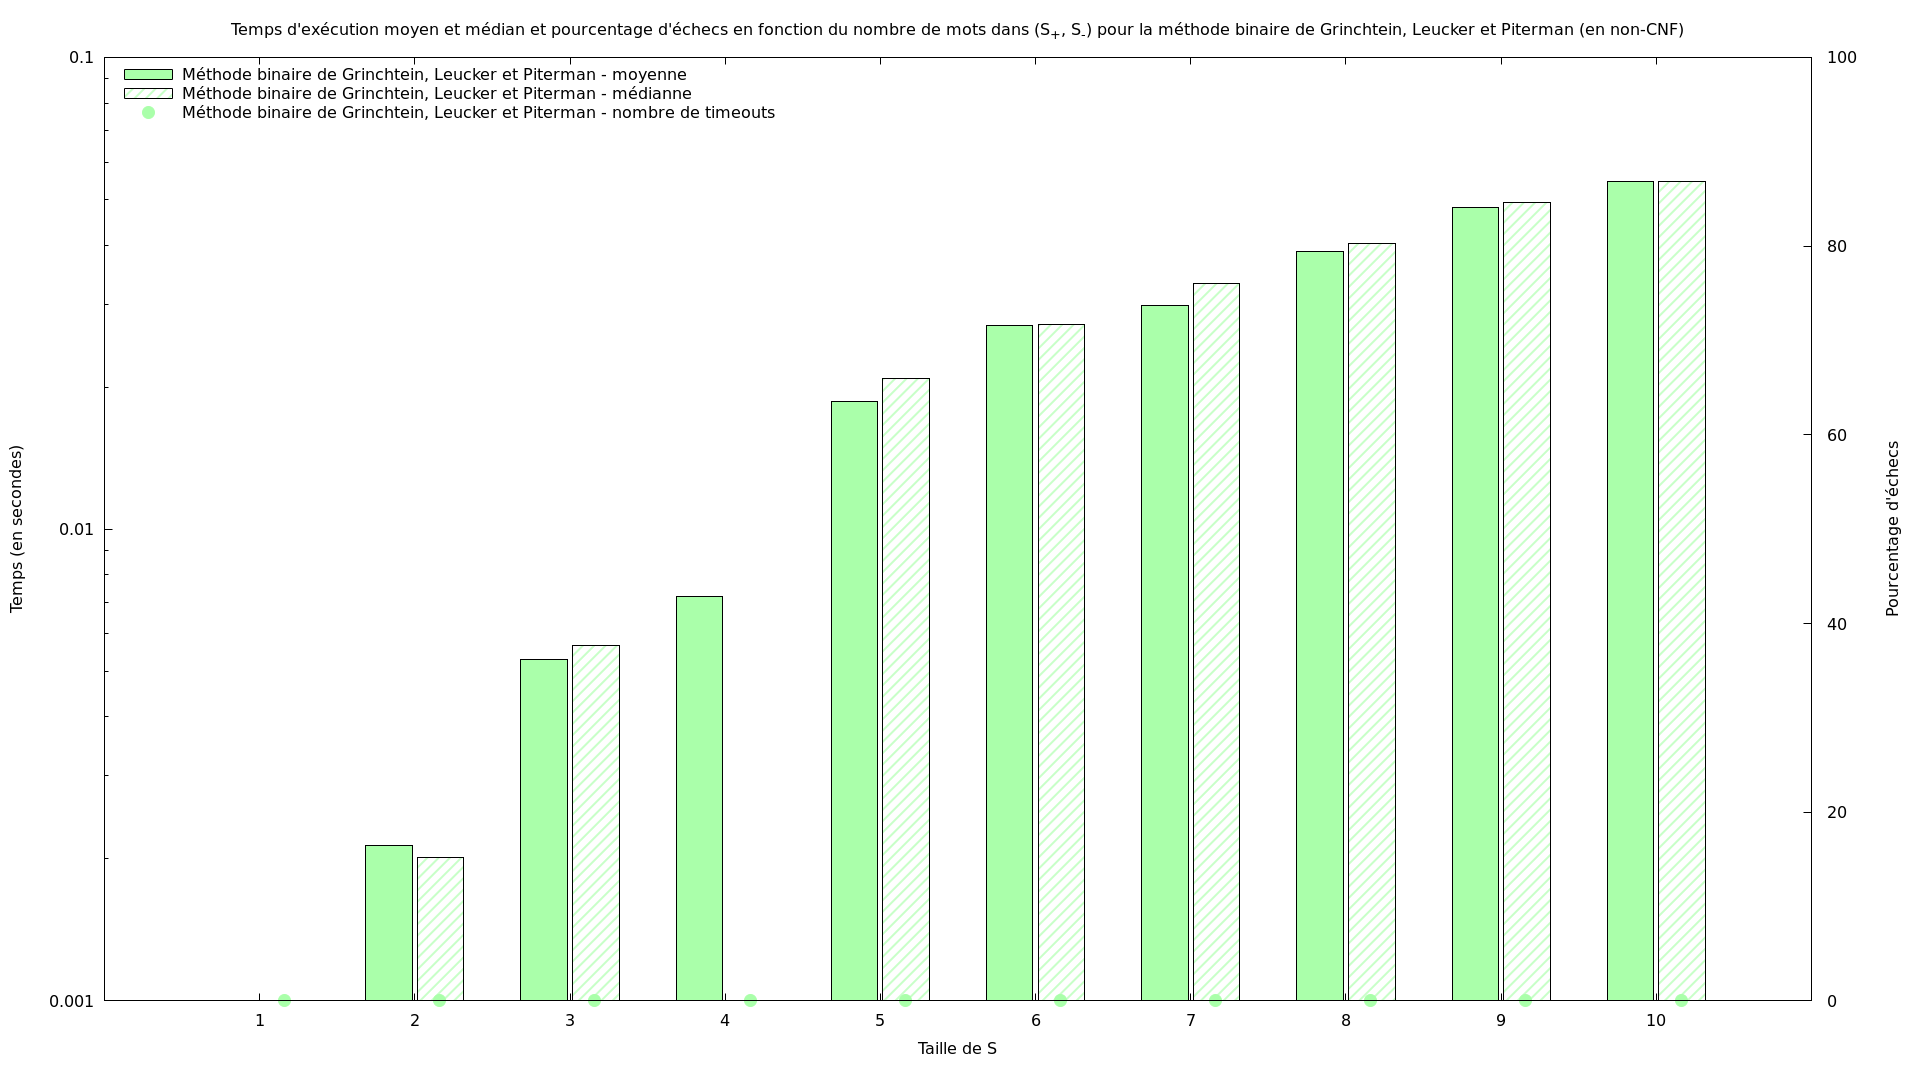 Temps d'exécution moyen et médian et pourcentage d'échecs en fonction du nombre de mots dans (S+, S-) pour la méthode binaire de Grinchtein, Leucker et Piterman (en non-CNF)
Méthode binaire de Grinchtein, Leucker et Piterman - moyenne
Méthode binaire de Grinchtein, Leucker et Piterman - médianne
Méthode binaire de Grinchtein, Leucker et Piterman - nombre de timeouts
0.1
0.01
0.001
Temps (en secondes)
100
80
60
40
20
0
Pourcentage d'échecs
1 2 3 4 5 6 7 8 9 10
Taille de S